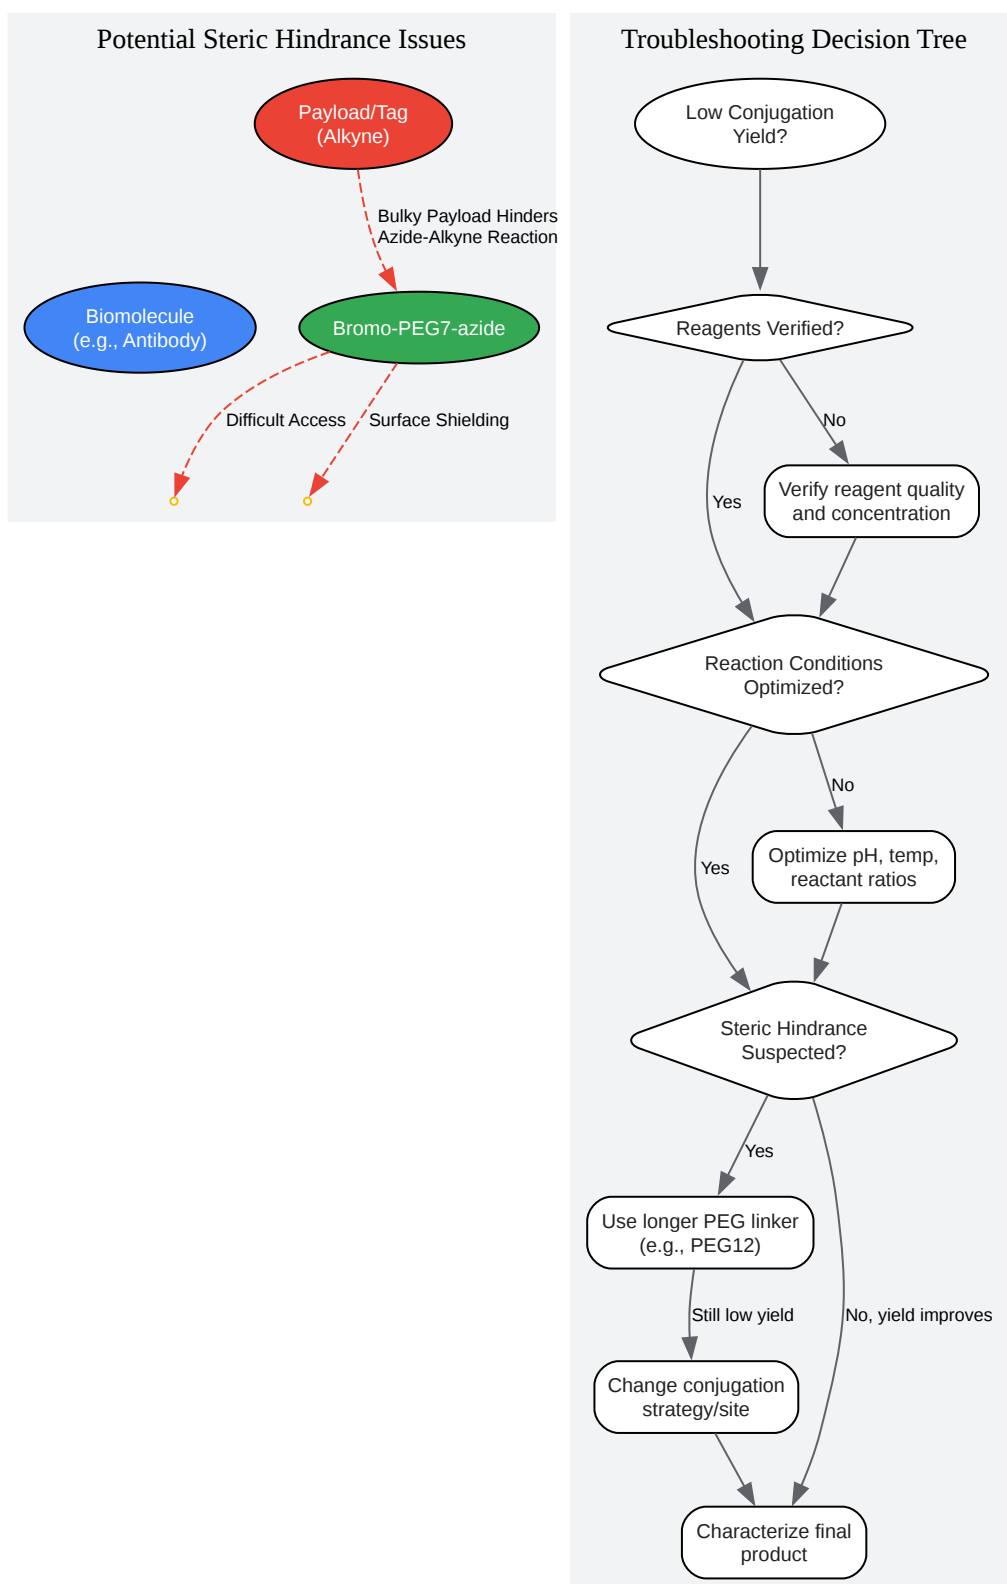 Potential Steric Hindrance Issues
Payload/Tag
(Alkyne)
Bulky Payload Hinders
Azide-Alkyne Reaction
Biomolecule
(e.g., Antibody)
Bromo-PEG7-azide
Difficult Access
Surface Shielding
Troubleshooting Decision Tree
Low Conjugation
Yield?
Reagents Verified?
No
Yes
Verify reagent quality
and concentration
Reaction Conditions
Optimized?
No
Yes
Optimize pH, temp,
reactant ratios
Steric Hindrance
Suspected?
Yes
Use longer PEG linker
(e.g., PEG12)
Still low yield
No, yield improves
Change conjugation
strategy/site
Characterize final
product